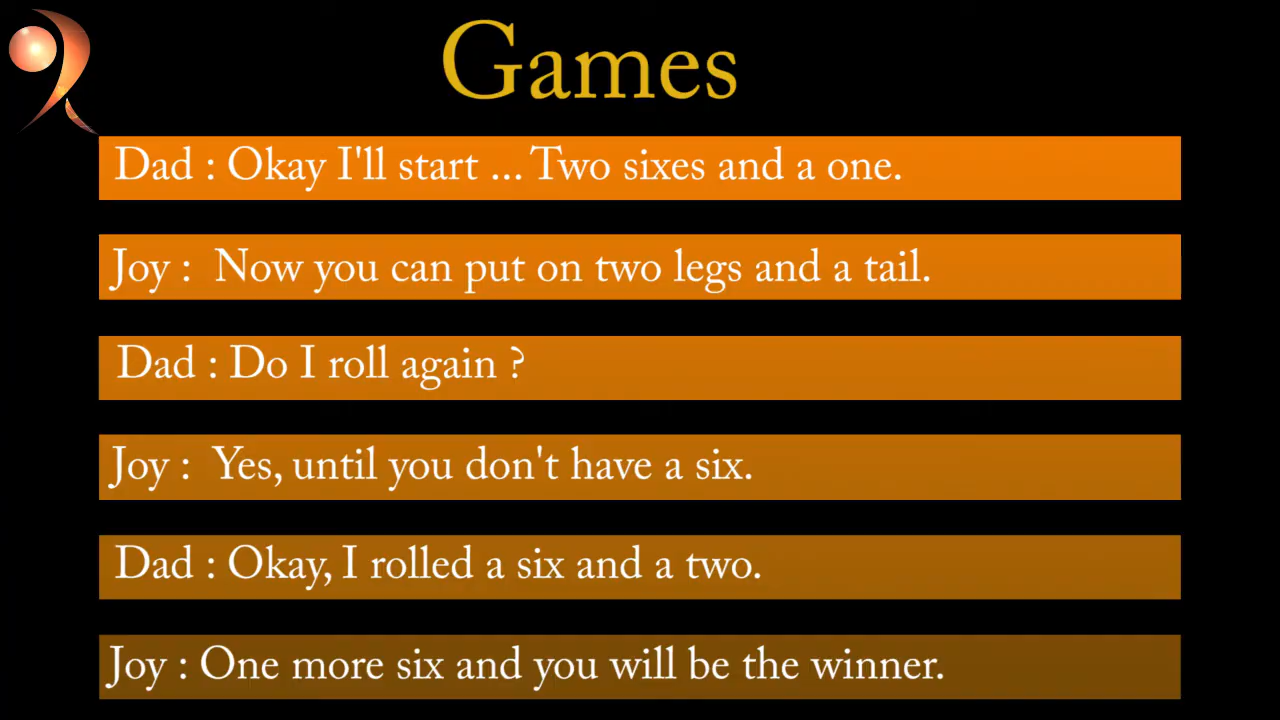 Games
Dad : Okay I'll start ... Two sixes and a one.
Joy : Now you can put on two legs and a tail.
Dad : Do I roll again ?
Joy : Yes, until you don't have a six.
Dad : Okay, I rolled a six and a two.
Joy : One more six and you will be the winner.